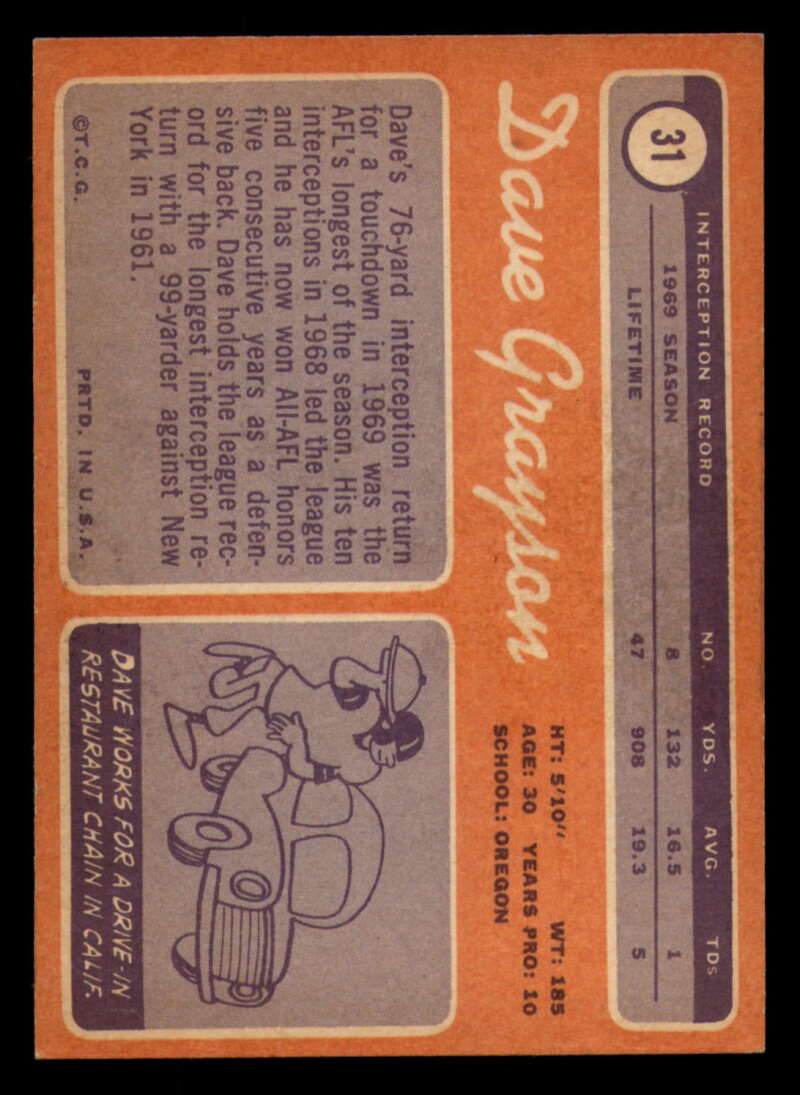 31
INTERCEPTION RECORD NO. YDS. AVG. TDs
1969 SEASON 8 132 16.5 1
LIFETIME 47 908 19.3 5
Dave Grayson
HT: 5'10" WT: 185
AGE: 30 YEARS PRO: 10
SCHOOL: OREGON
Dave's 76-yard interception return
for a touchdown in 1969 was the
AFL's longest of the season. His ten
interceptions in 1968 led the league
and he has now won All-AFL honors
five consecutive years as a defen-
sive back. Dave holds the league rec-
ord for the longest interception re-
turn with a 99-yarder against New
York in 1961.
©T.C.G. PRTD. IN U.S.A.
DAVE WORKS FOR A DRIVE-IN
RESTAURANT CHAIN IN CALIF.